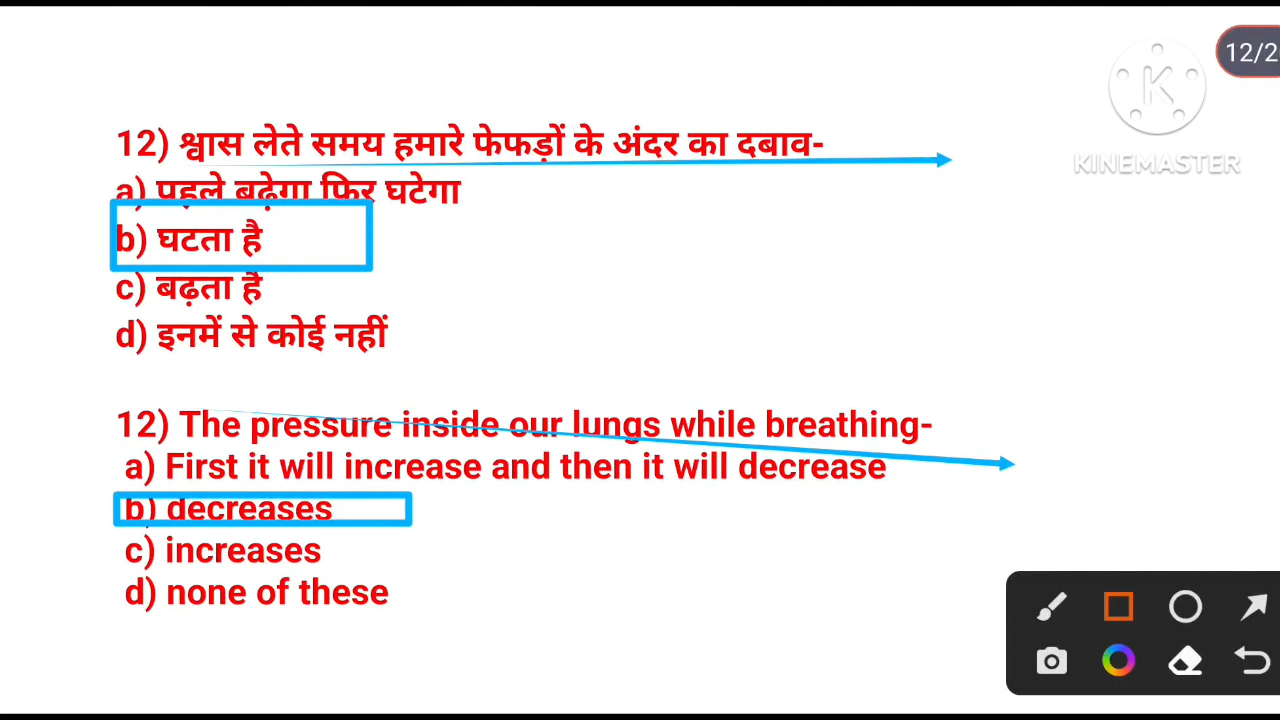 12/2
KINEMASTER
12) श्वास लेते समय हमारे फेफड़ों के अंदर का दबाव-
a) पहले बढ़ेगा फिर घटेगा
b) घटता है
c) बढ़ता है
d) इनमें से कोई नहीं
12) The pressure inside our lungs while breathing-
a) First it will increase and then it will decrease
b) decreases
c) increases
d) none of these